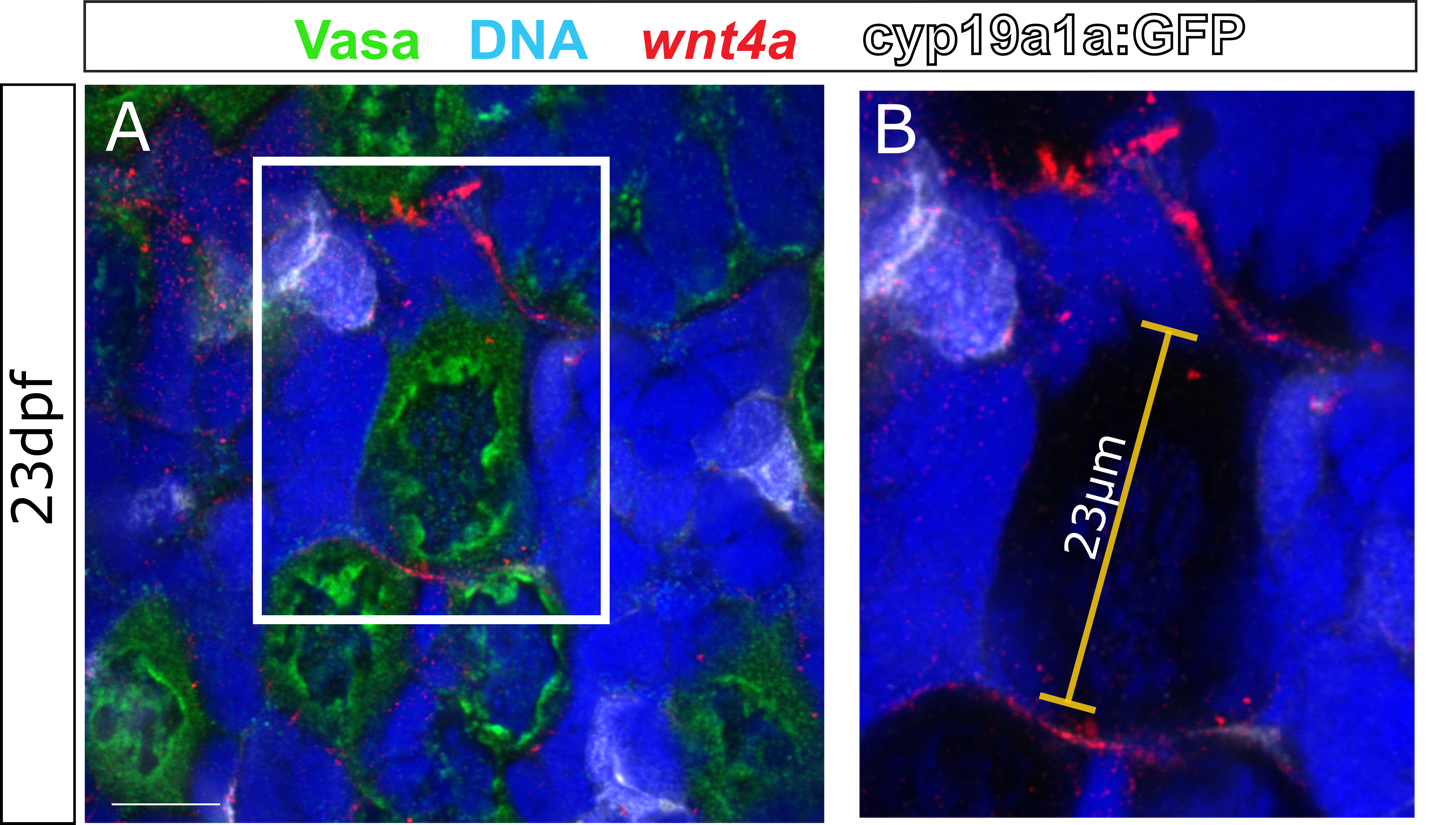 Vasa DNA wnt4a cyp19a1a:GFP
23dpf
A
B
23µm